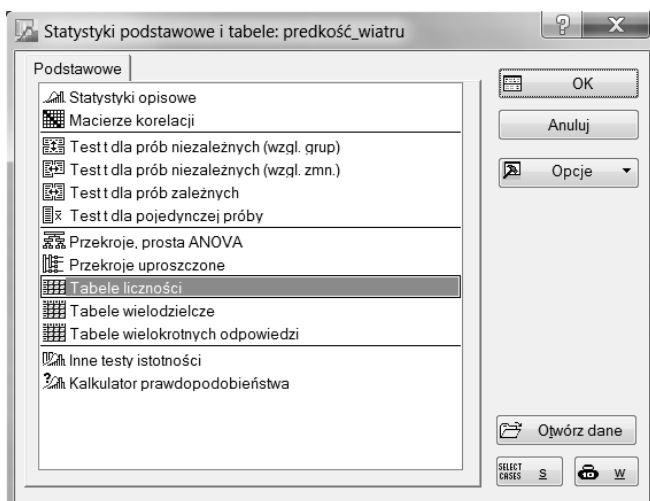 Statystyki podstawowe i tabele: predkość_wiatru
Podstawowe
Statystyki opisowe
Macierze korelacji
Test t dla prób niezależnych (wzgl. grup)
Test t dla prób niezależnych (wzgl. zmn.)
Test t dla prób zależnych
Test t dla pojedynczej próby
Przekroje, prosta ANOVA
Przekroje uproszczone
Tabele liczności
Tabele wielodzielcze
Tabele wielokrotnych odpowiedzi
Inne testy istotności
Kalkulator prawdopodobieństwa
OK
Anuluj
Opcje
Otwórz dane
SELECT CASES S
W